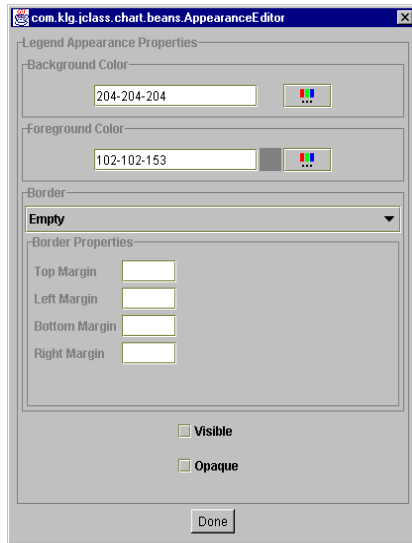 com.klg.jclass.chart.beans.AppearanceEditor
Legend Appearance Properties
Background Color
204-204-204
...
Foreground Color
102-102-153
...
Border
Empty
Border Properties
Top Margin
Left Margin
Bottom Margin
Right Margin
Visible
Opaque
Done